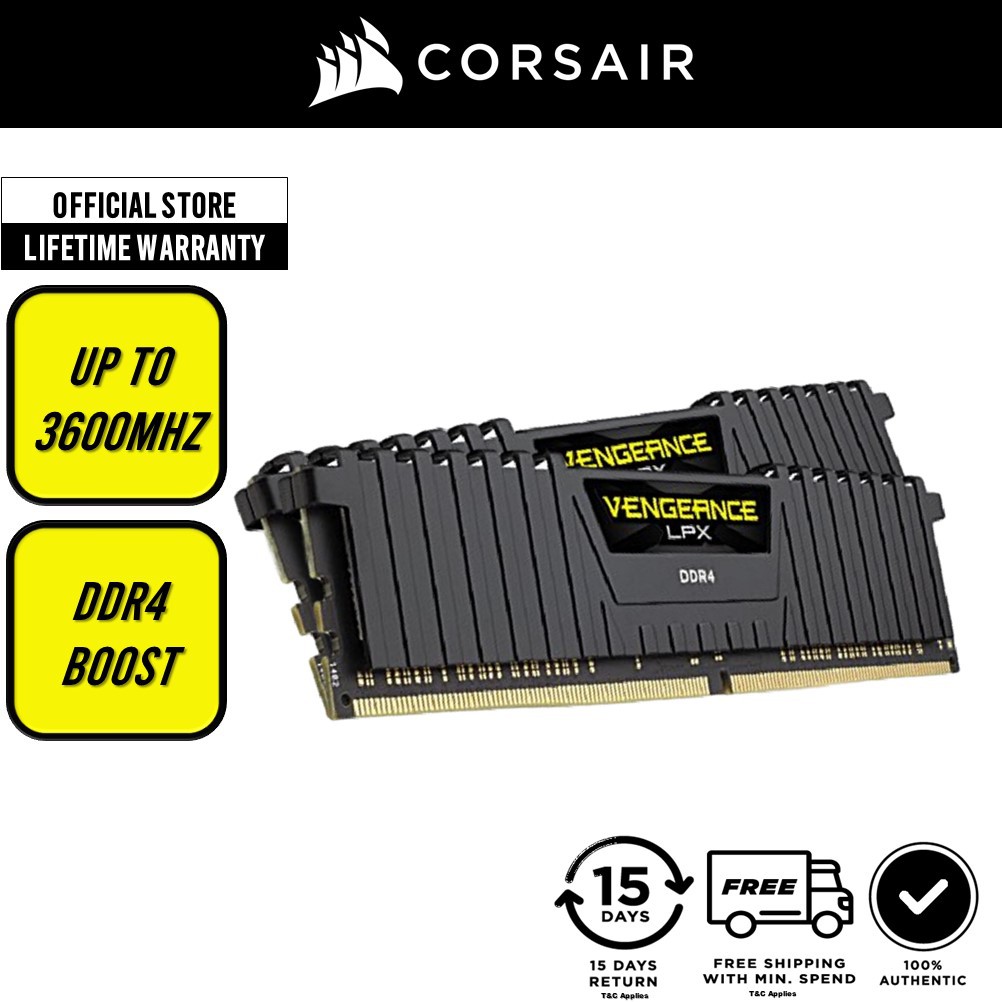 CORSAIR
OFFICIAL STORE
LIFETIME WARRANTY
UP TO
3600MHZ
DDR4
BOOST
VENGEANCE
VENGEANCE
LPX
DDR4
15
DAYS
15 DAYS
RETURN
T&C Applies
FREE
FREE SHIPPING
WITH MIN. SPEND
T&C Applies
100%
AUTHENTIC